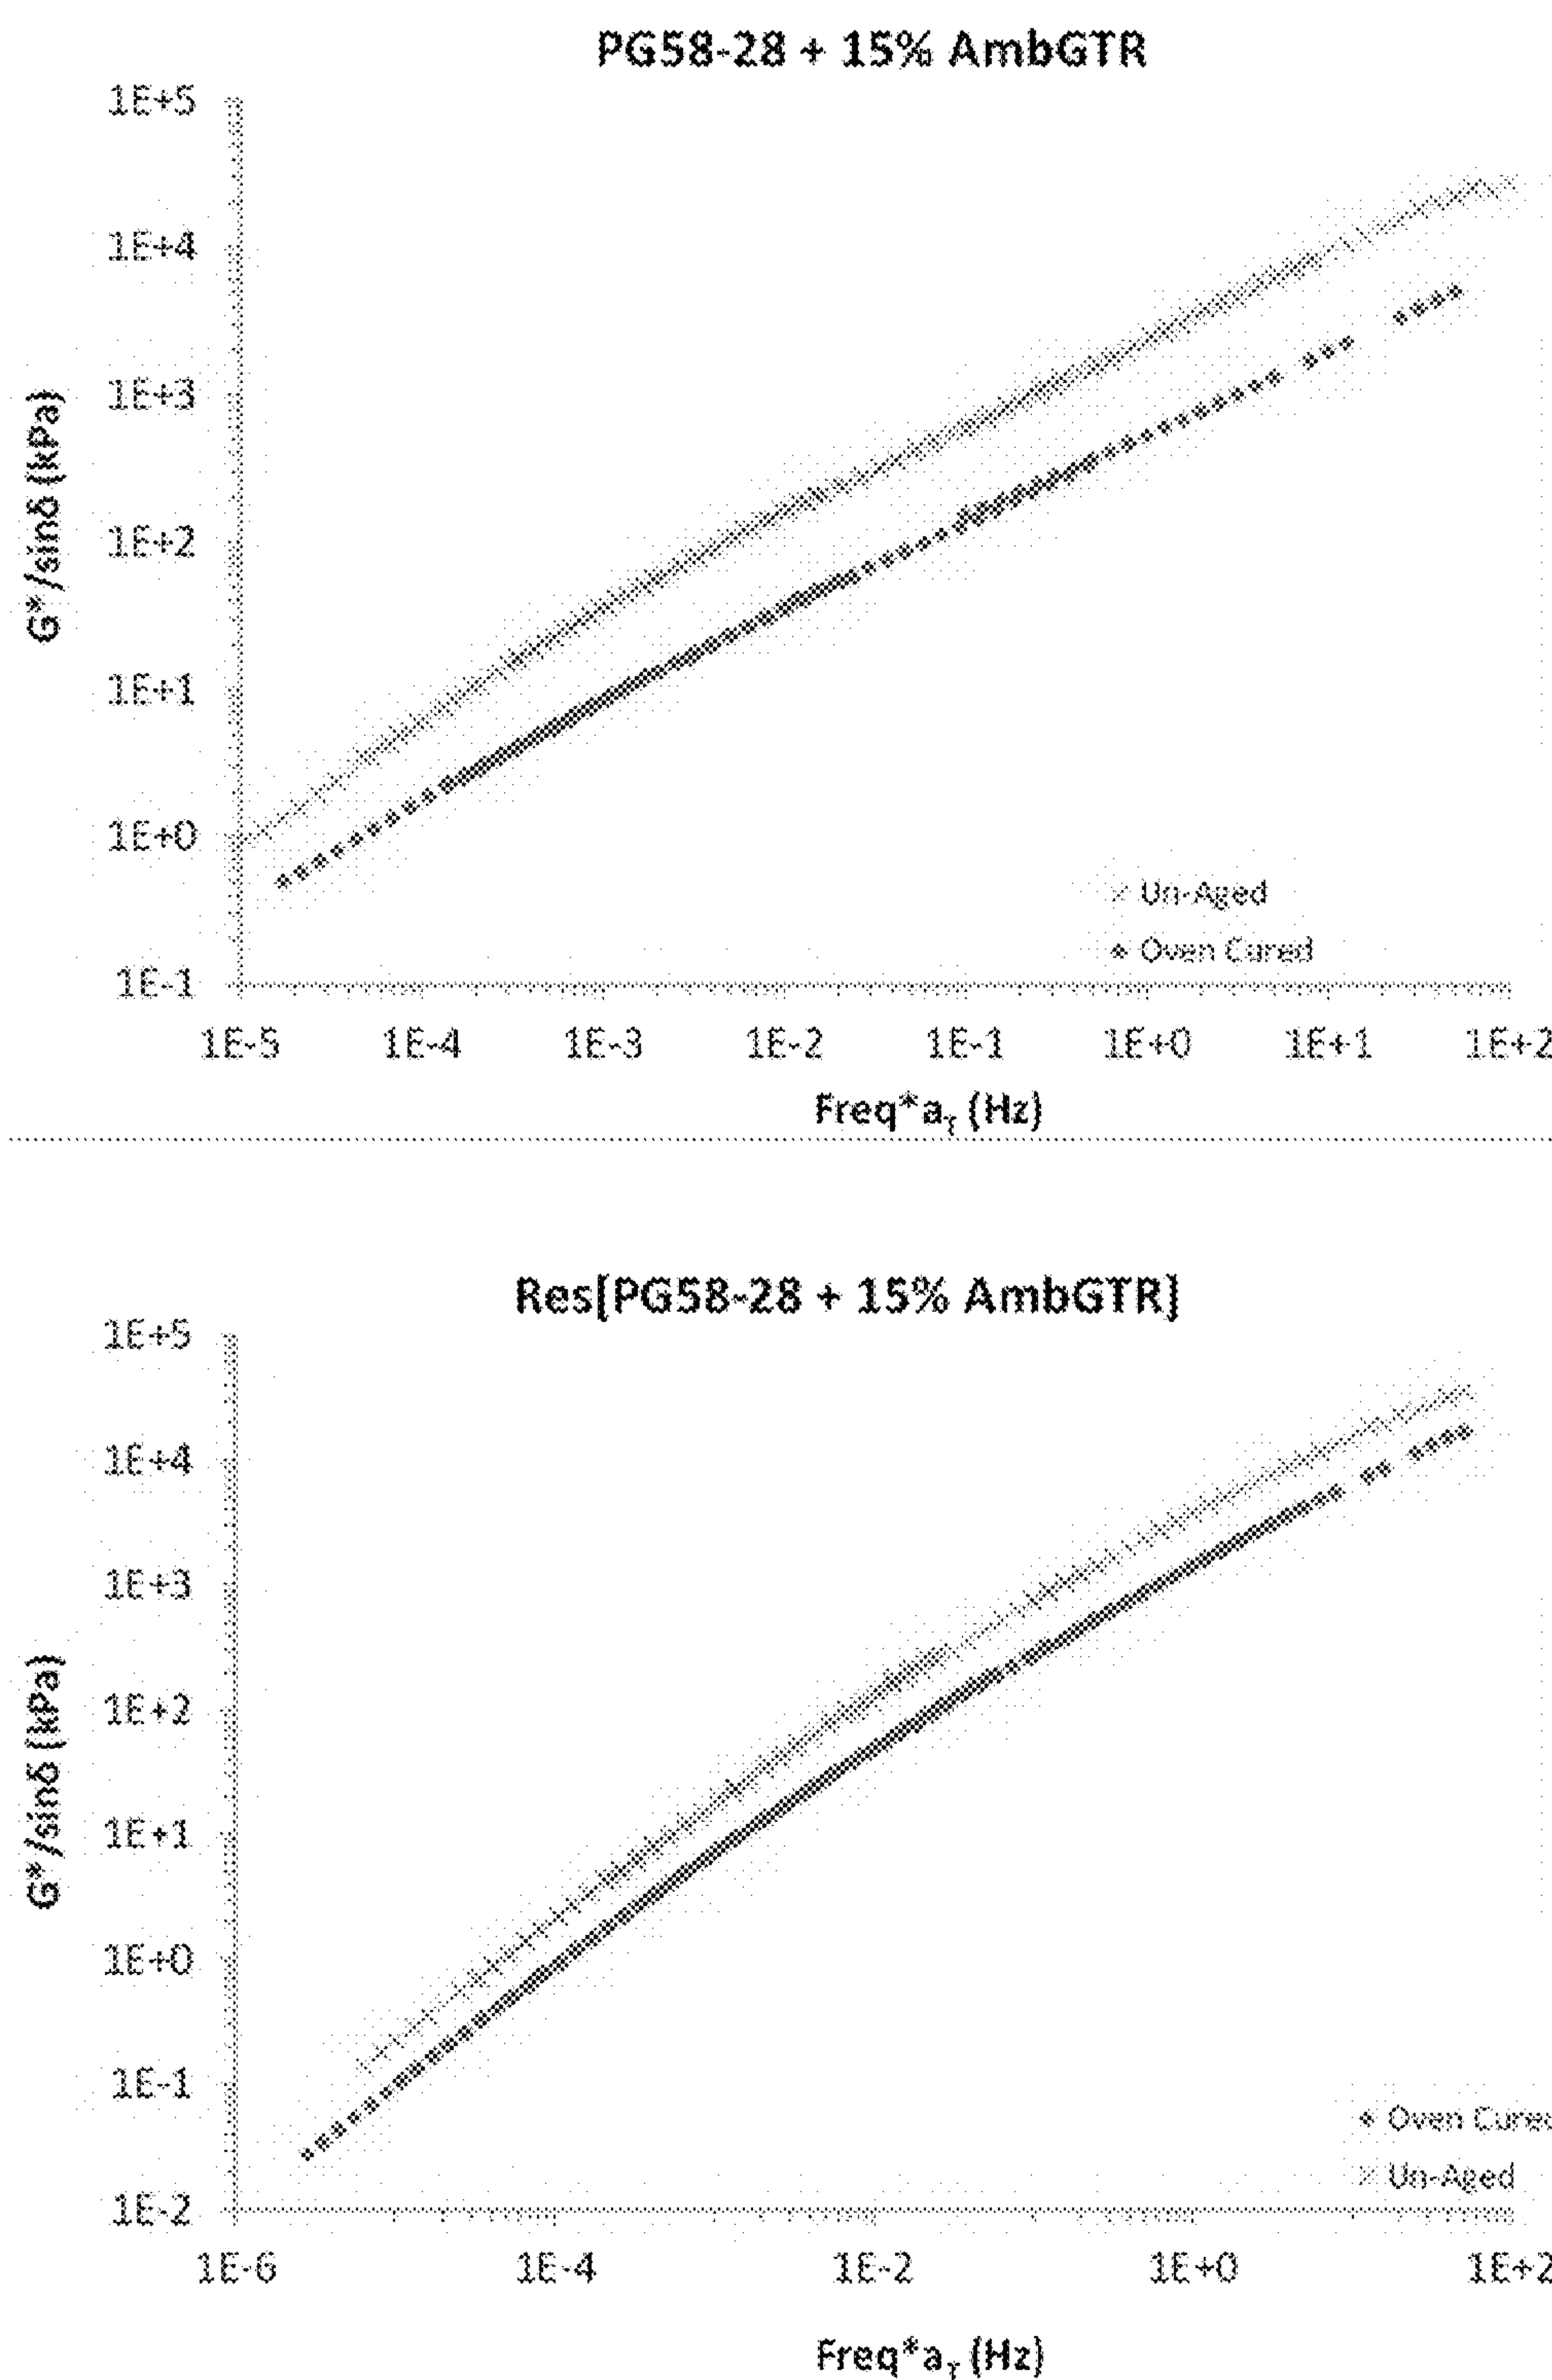 PG58-28 + 15% AmbGTR
1E+5
1E+4
1E+3
1E+2
1E+1
1E+0
1E-1
G*/sinδ (kPa)
Un-Aged
Oven Cured
1E-5 1E-4 1E-3 1E-2 1E-1 1E+0 1E+1 1E+2
Freq*aT (Hz)
Res[PG58-28 + 15% AmbGTR]
1E+5
1E+4
1E+3
1E+2
1E+1
1E+0
1E-1
1E-2
G*/sinδ (kPa)
Oven Cured
Un-Aged
1E-6 1E-4 1E-2 1E+0 1E+2
Freq*aT (Hz)